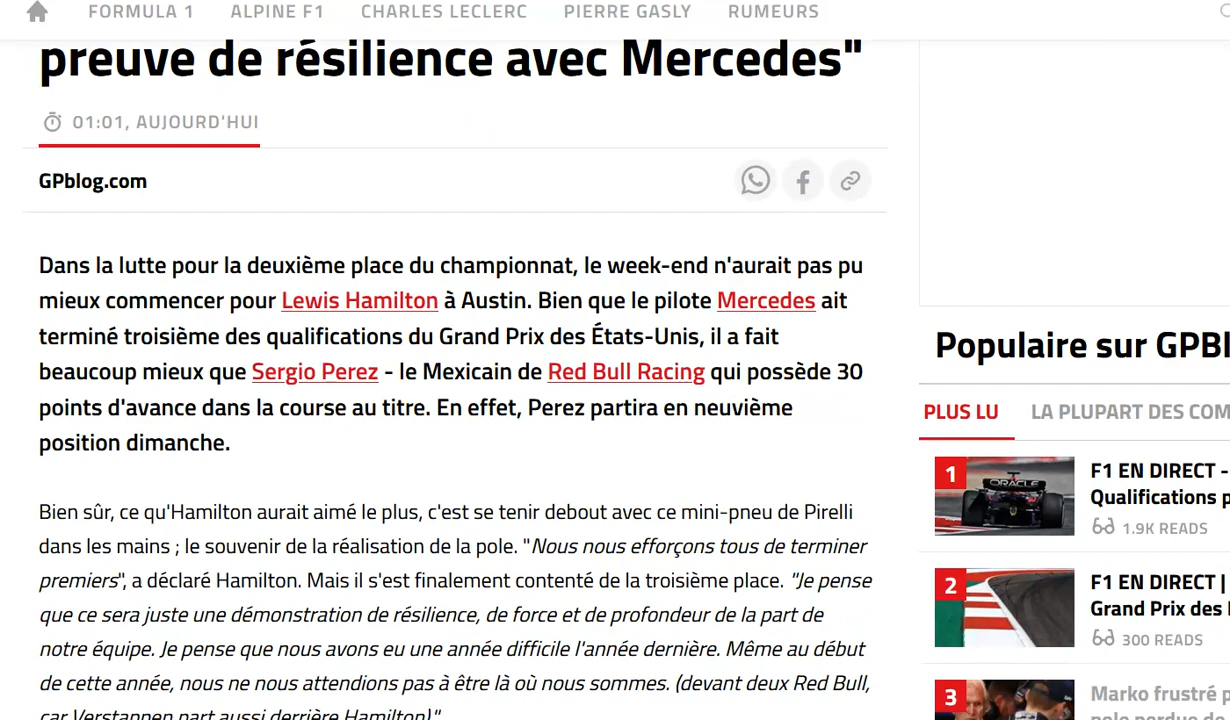 FORMULA 1 ALPINE F1 CHARLES LECLERC PIERRE GASLY RUMEURS
preuve de résilience avec Mercedes"
01:01, AUJOURD'HUI
GPblog.com
Dans la lutte pour la deuxième place du championnat, le week-end n'aurait pas pu
mieux commencer pour Lewis Hamilton à Austin. Bien que le pilote Mercedes ait
terminé troisième des qualifications du Grand Prix des États-Unis, il a fait
beaucoup mieux que Sergio Perez - le Mexicain de Red Bull Racing qui possède 30
points d'avance dans la course au titre. En effet, Perez partira en neuvième
position dimanche.
Bien sûr, ce qu'Hamilton aurait aimé le plus, c'est se tenir debout avec ce mini-pneu de Pirelli
dans les mains ; le souvenir de la réalisation de la pole. "Nous nous efforçons tous de terminer
premiers", a déclaré Hamilton. Mais il s'est finalement contenté de la troisième place. "Je pense
que ce sera juste une démonstration de résilience, de force et de profondeur de la part de
notre équipe. Je pense que nous avons eu une année difficile l'année dernière. Même au début
de cette année, nous ne nous attendions pas à être là où nous sommes. (devant deux Red Bull,
car Verstappen part aussi derrière Hamilton)"
Populaire sur GPBl
PLUS LU LA PLUPART DES COM
1
ORACLE
F1 EN DIRECT -
Qualifications p
1.9K READS
2
F1 EN DIRECT |
Grand Prix des
300 READS
3
Marko frustré p
pole perdue de